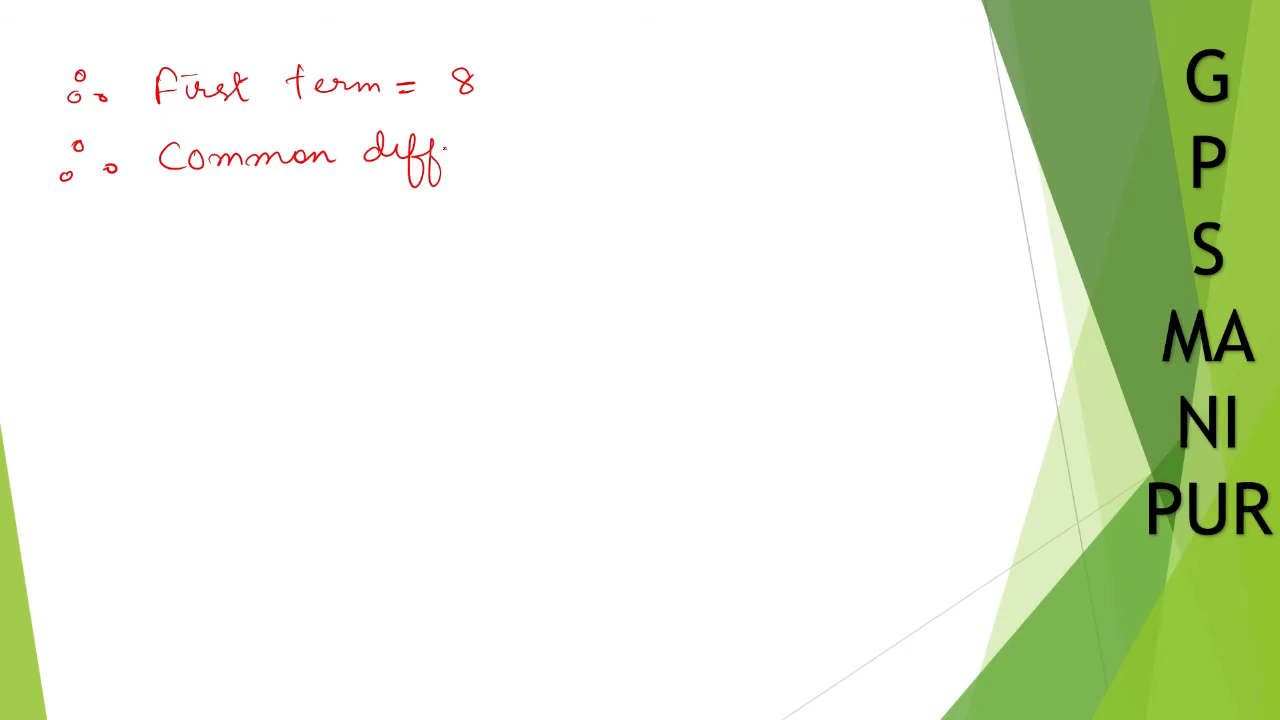 ∴ First term = 8
∴ Common diff
G
P
S
MA
NI
PUR